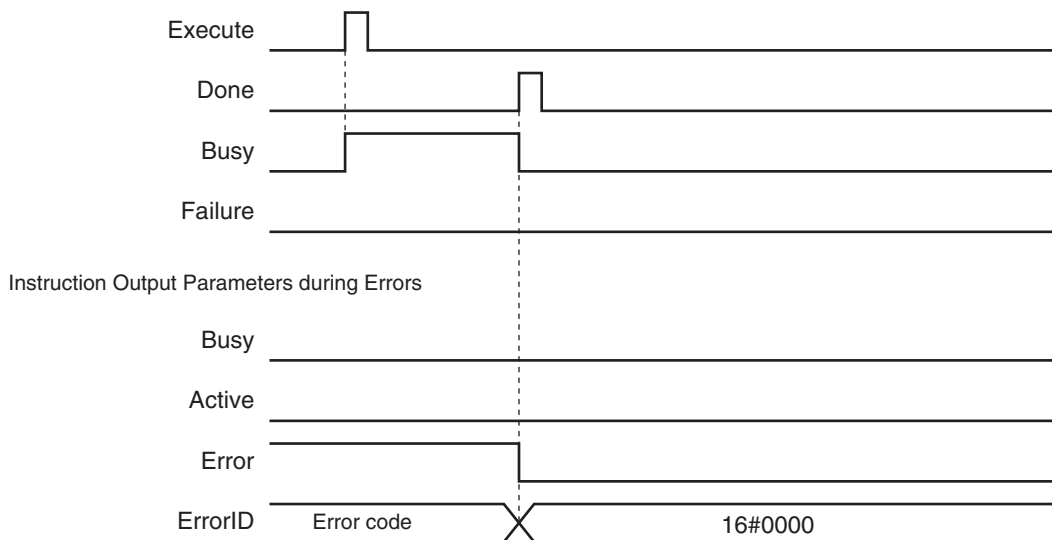 Execute
Done
Busy
Failure
Instruction Output Parameters during Errors
Busy
Active
Error
ErrorID Error code 16#0000